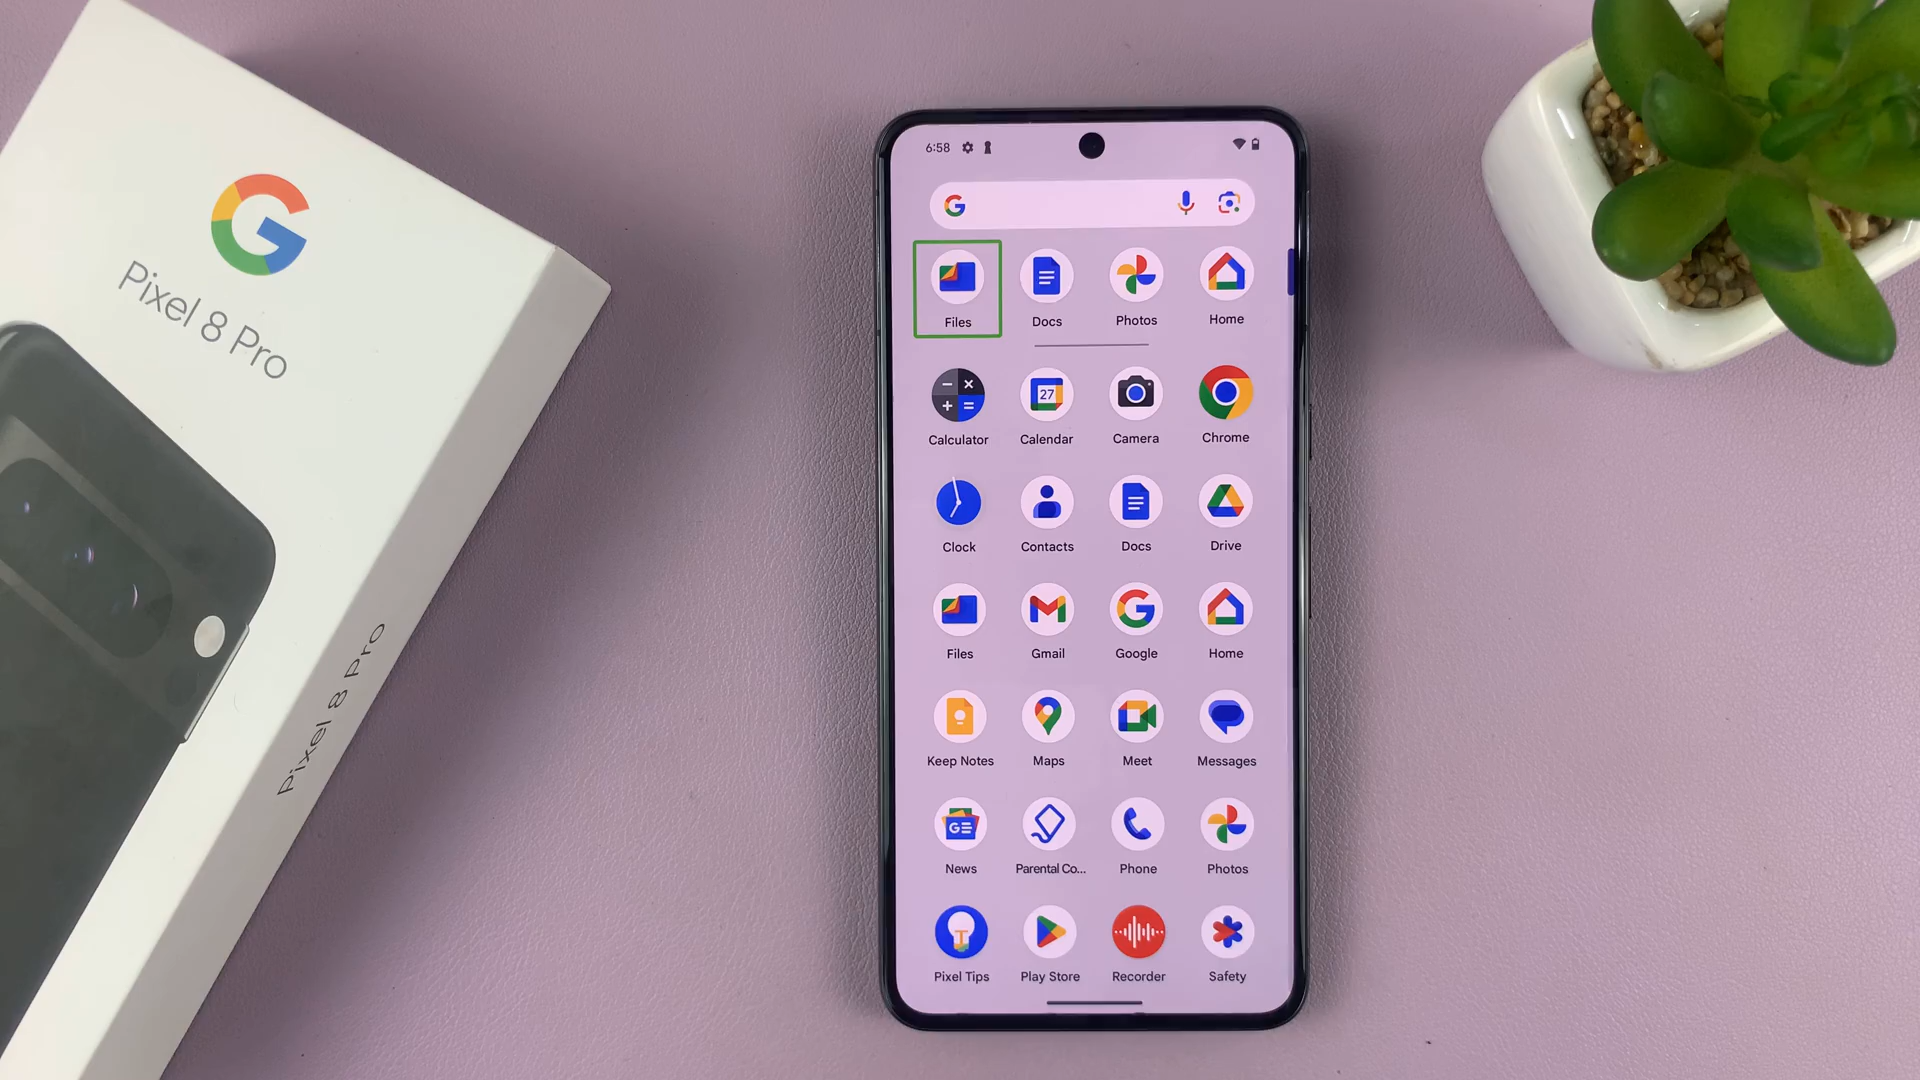 Pixel 8 Pro
Pixel 8 Pro
6:58
Files
Docs
Photos
Home
27
Calculator
Calendar
Camera
Chrome
Clock
Contacts
Docs
Drive
Files
Gmail
Google
Home
Keep Notes
Maps
Meet
Messages
News
Parental Co...
Phone
Photos
Pixel Tips
Play Store
Recorder
Safety